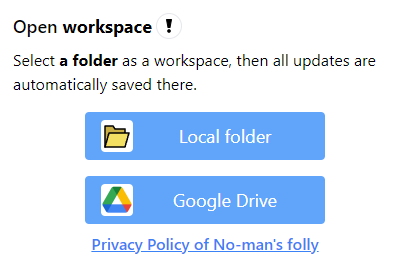 Open workspace !
Select a folder as a workspace, then all updates are
automatically saved there.
Local folder
Google Drive
Privacy Policy of No-man's folly